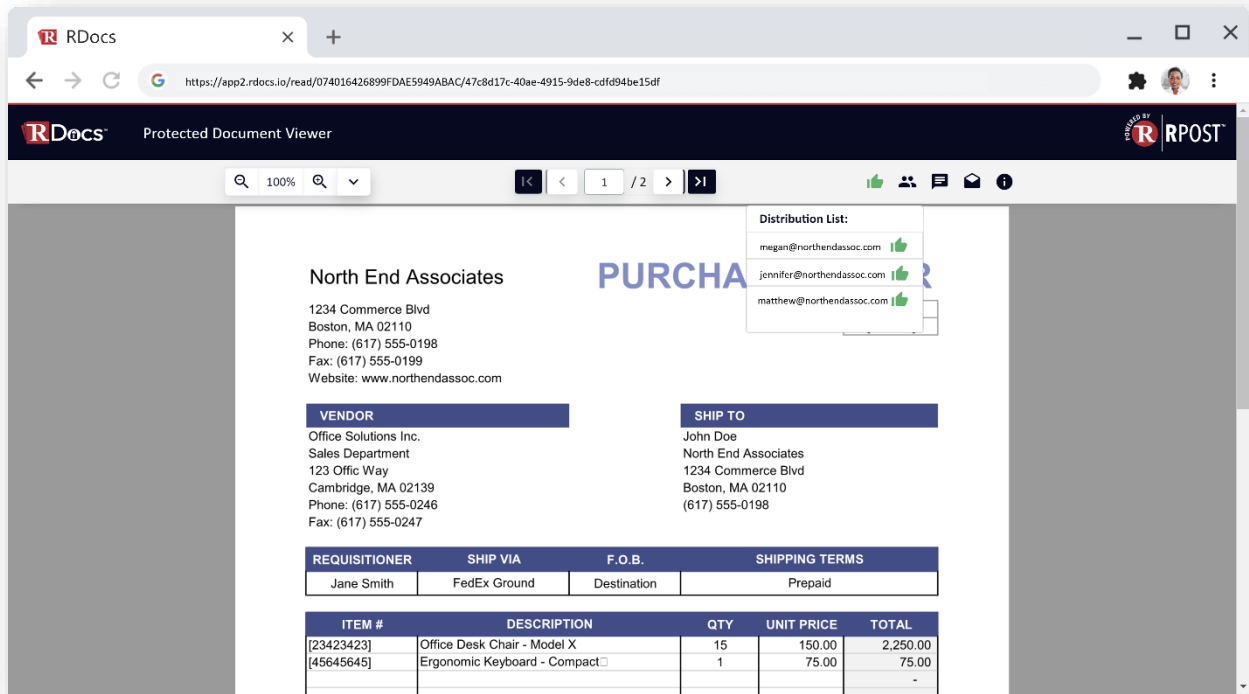 RDocs
https://app2.rdocs.io/read/074016426899FDAE5949ABAC/47c8d17c-40ae-4915-9de8-cdfd94be15df
RDocs Protected Document Viewer POWERED BY R RPOST
100% 1 / 2
Distribution List:
megan@northendassoc.com
jennifer@northendassoc.com
matthew@northendassoc.com
North End Associates PURCHA R
1234 Commerce Blvd
Boston, MA 02110
Phone: (617) 555-0198
Fax: (617) 555-0199
Website: www.northendassoc.com
VENDOR SHIP TO
Office Solutions Inc. John Doe
Sales Department North End Associates
123 Offic Way 1234 Commerce Blvd
Cambridge, MA 02139 Boston, MA 02110
Phone: (617) 555-0246 (617) 555-0198
Fax: (617) 555-0247
REQUISITIONER SHIP VIA F.O.B. SHIPPING TERMS
Jane Smith FedEx Ground Destination Prepaid
ITEM # DESCRIPTION QTY UNIT PRICE TOTAL
[23423423] Office Desk Chair - Model X 15 150.00 2,250.00
[45645645] Ergonomic Keyboard - Compact□ 1 75.00 75.00
-